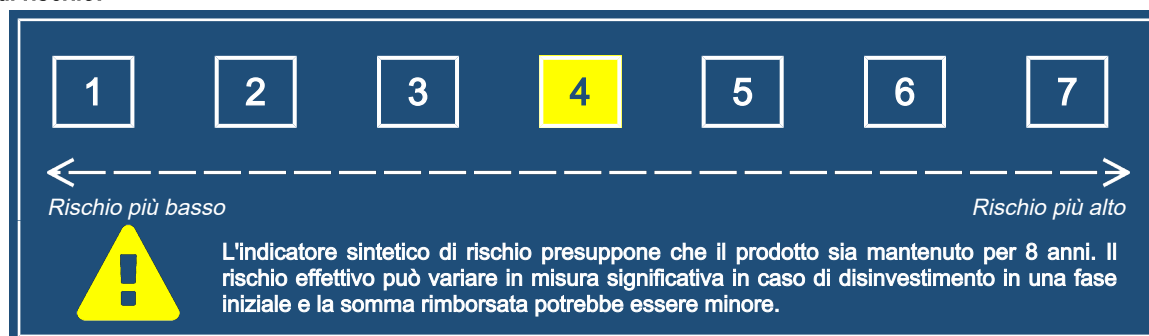 1 2 3 4 5 6 7
Rischio più basso Rischio più alto
L'indicatore sintetico di rischio presuppone che il prodotto sia mantenuto per 8 anni. Il
rischio effettivo può variare in misura significativa in caso di disinvestimento in una fase
iniziale e la somma rimborsata potrebbe essere minore.